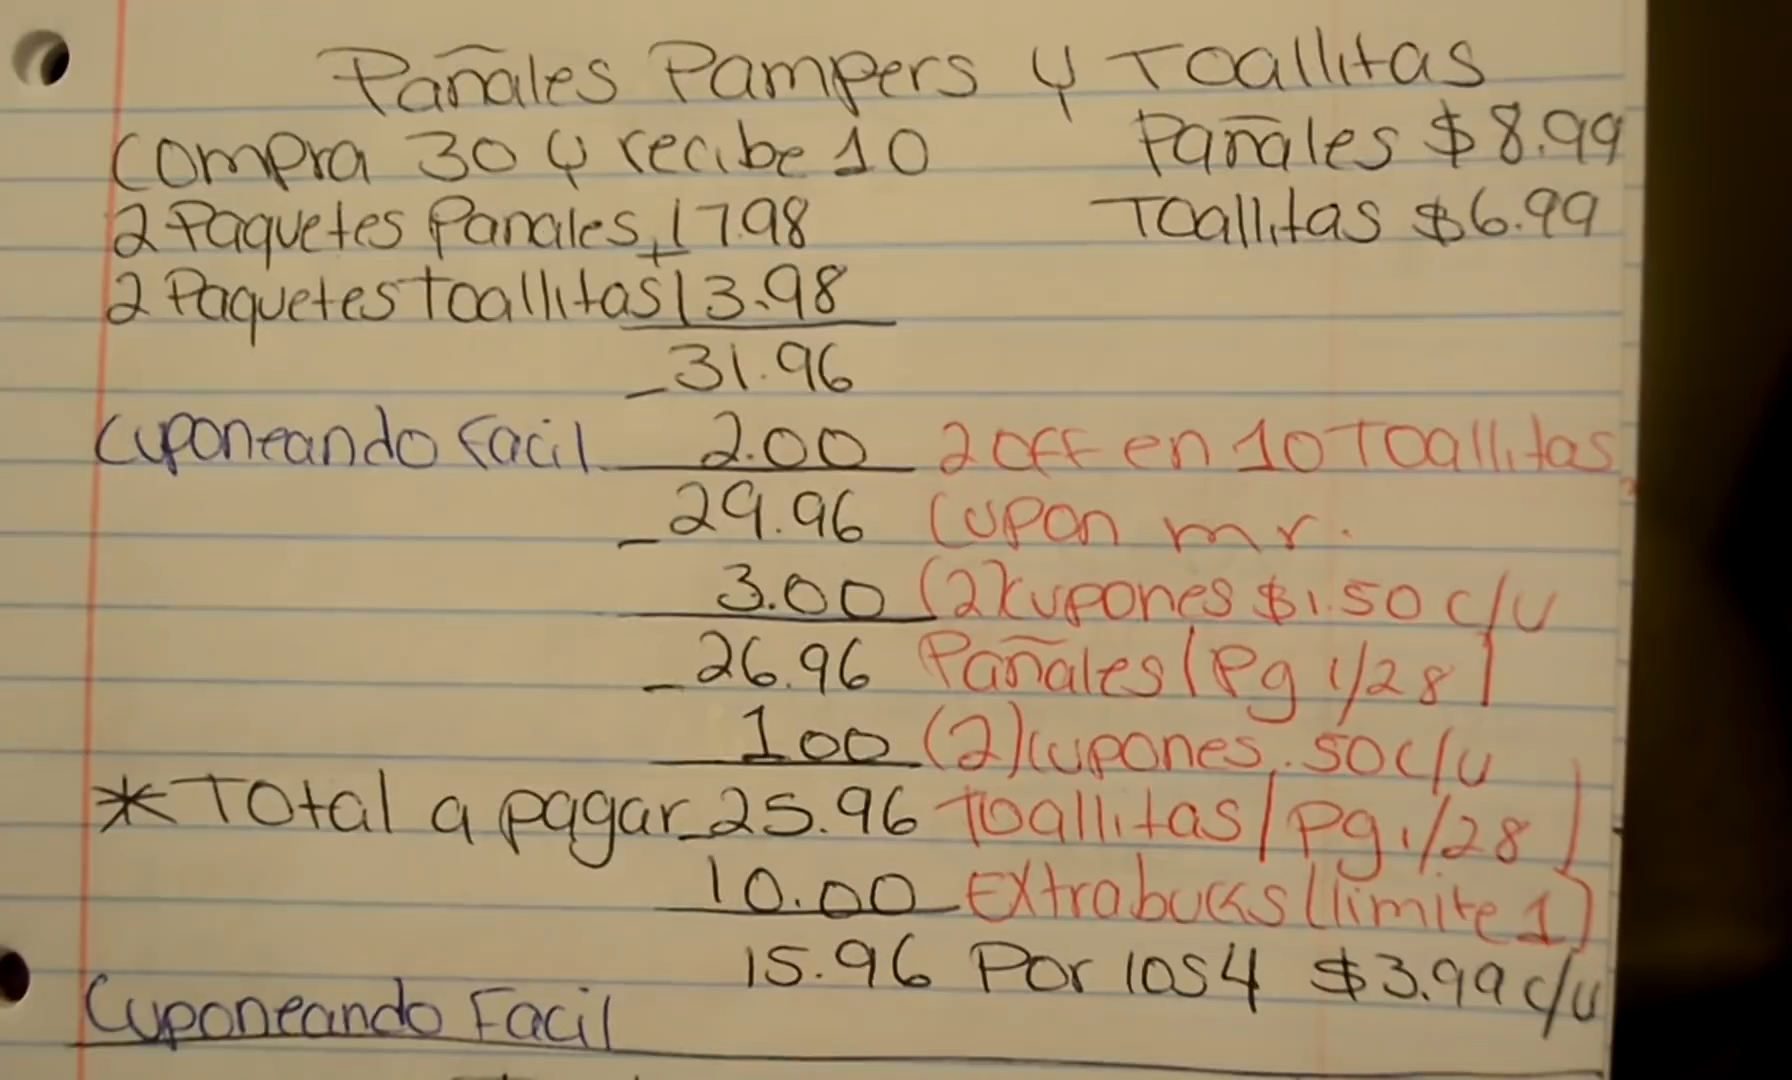 Pañales Pampers y Toallitas
Compra 30 y recibe 10 Pañales $8.99
2 Paquetes Panales + 17.98 Toallitas $6.99
2 Paquetes toallitas 13.98
- 31.96
Cuponeando Facil 2.00 2 off en 10 Toallitas
- 29.96 Cupon mr.
3.00 (2) cupones $1.50 c/u
- 26.96 Pañales (Pg 1/28)
100 (2) cupones .50 c/u
* Total a pagar - 25.96 Toallitas (Pg. 1/28)
10.00 Extrabucks (limite 1)
15.96 Por los 4 $3.99 c/u
Cuponeando Facil